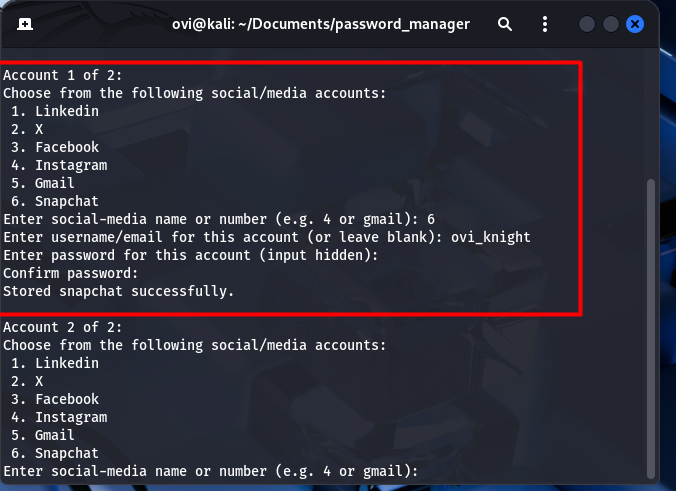 ovi@kali: ~/Documents/password_manager
Account 1 of 2:
Choose from the following social/media accounts:
1. Linkedin
2. X
3. Facebook
4. Instagram
5. Gmail
6. Snapchat
Enter social-media name or number (e.g. 4 or gmail): 6
Enter username/email for this account (or leave blank): ovi_knight
Enter password for this account (input hidden):
Confirm password:
Stored snapchat successfully.
Account 2 of 2:
Choose from the following social/media accounts:
1. Linkedin
2. X
3. Facebook
4. Instagram
5. Gmail
6. Snapchat
Enter social-media name or number (e.g. 4 or gmail):